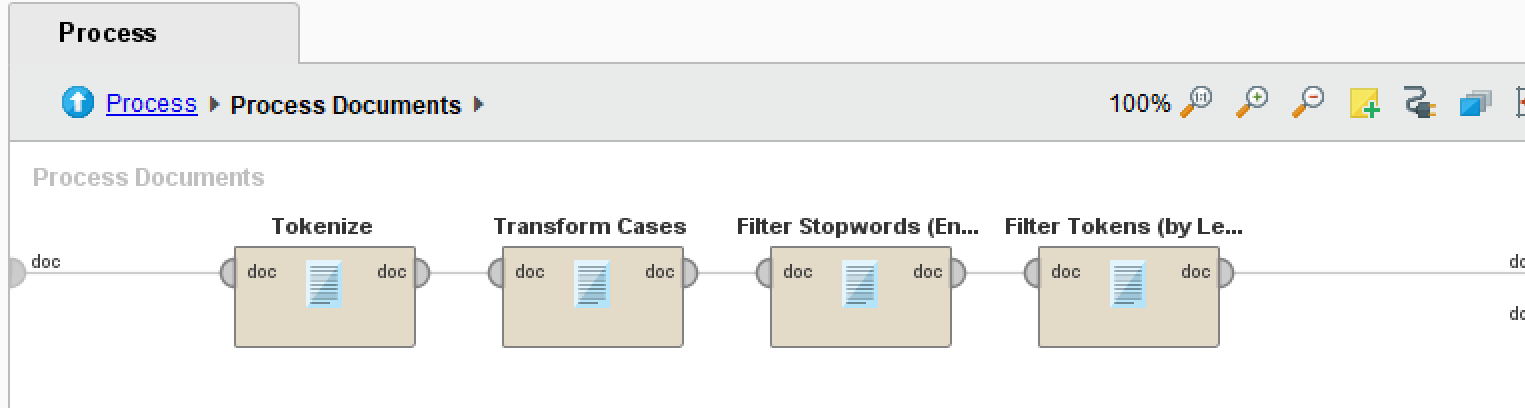 Process
Process Process Documents
100%
Process Documents
Tokenize Transform Cases Filter Stopwords (En... Filter Tokens (by Le...
doc
doc doc doc doc doc doc doc doc